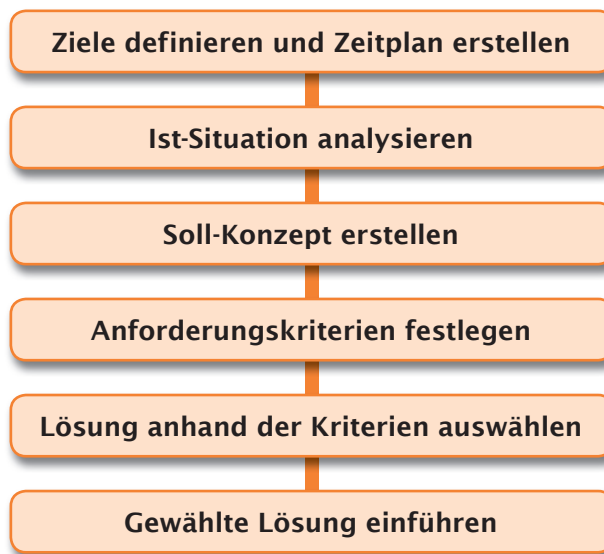 Ziele definieren und Zeitplan erstellen
Ist-Situation analysieren
Soll-Konzept erstellen
Anforderungskriterien festlegen
Lösung anhand der Kriterien auswählen
Gewählte Lösung einführen